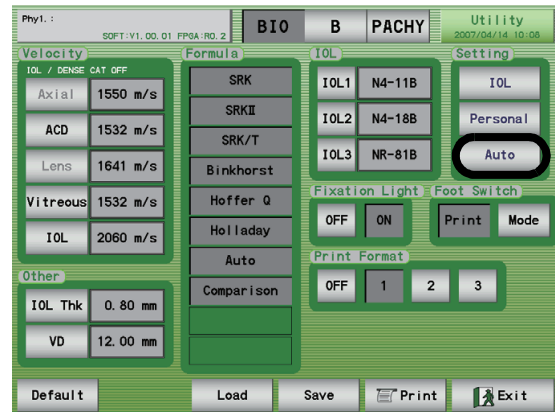 Phy1. :
SOFT:V1.00.01 FPGA:R0.2
BIO
B
PACHY
Utility
2007/04/14 10:08
Velocity
IOL / DENSE CAT OFF
Axial 1550 m/s
ACD 1532 m/s
Lens 1641 m/s
Vitreous 1532 m/s
IOL 2060 m/s
Other
IOL Thk 0.80 mm
VD 12.00 mm
Formula
SRK
SRKⅡ
SRK/T
Binkhorst
Hoffer Q
Holladay
Auto
Comparison
IOL
IOL1 N4-11B
IOL2 N4-18B
IOL3 NR-81B
Setting
IOL
Personal
Auto
Fixation Light
OFF ON
Foot Switch
Print Mode
Print Format
OFF 1 2 3
Default
Load
Save
Print
Exit